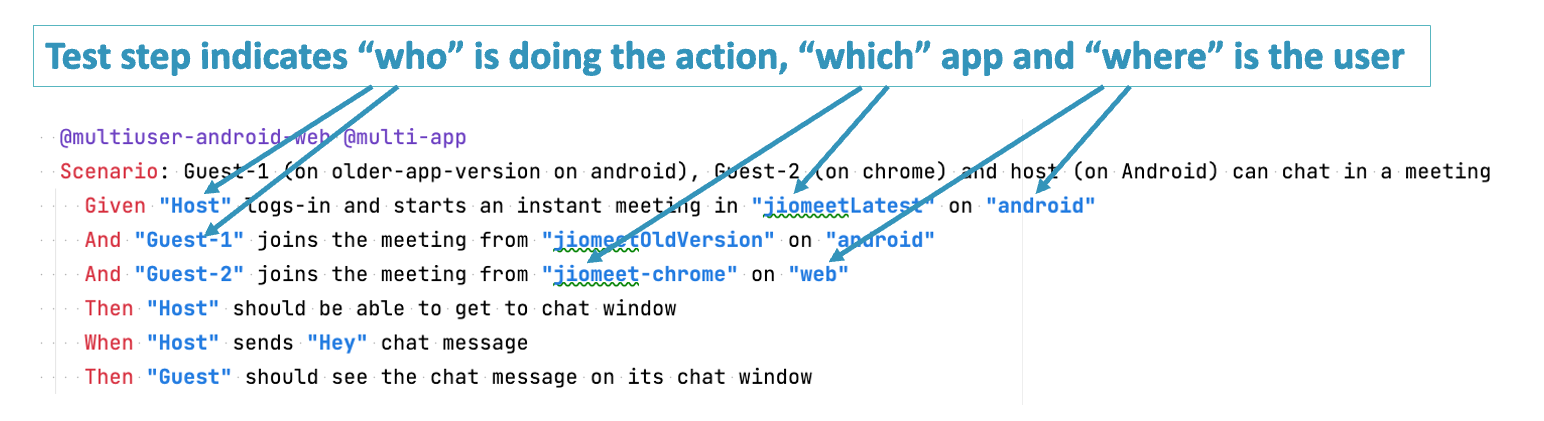 Test step indicates “who” is doing the action, “which” app and “where” is the user
@multiuser-android-web @multi-app
Scenario: Guest-1 (on older-app-version on android), Guest-2 (on chrome) and host (on Android) can chat in a meeting
Given "Host" logs-in and starts an instant meeting in "jiomeetLatest" on "android"
And "Guest-1" joins the meeting from "jiomeetOldVersion" on "android"
And "Guest-2" joins the meeting from "jiomeet-chrome" on "web"
Then "Host" should be able to get to chat window
When "Host" sends "Hey" chat message
Then "Guest" should see the chat message on its chat window